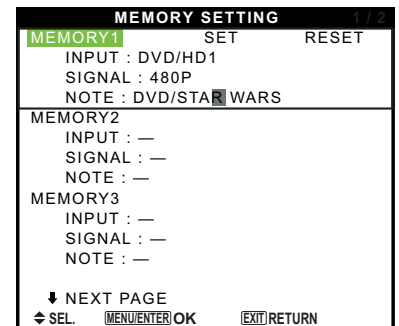 MEMORY SETTING 1 / 2
MEMORY1 SET RESET
INPUT : DVD/HD1
SIGNAL : 480P
NOTE : DVD/STAR WARS
MEMORY2
INPUT : —
SIGNAL : —
NOTE : —
MEMORY3
INPUT : —
SIGNAL : —
NOTE : —
NEXT PAGE
SEL. MENU/ENTER OK EXIT RETURN